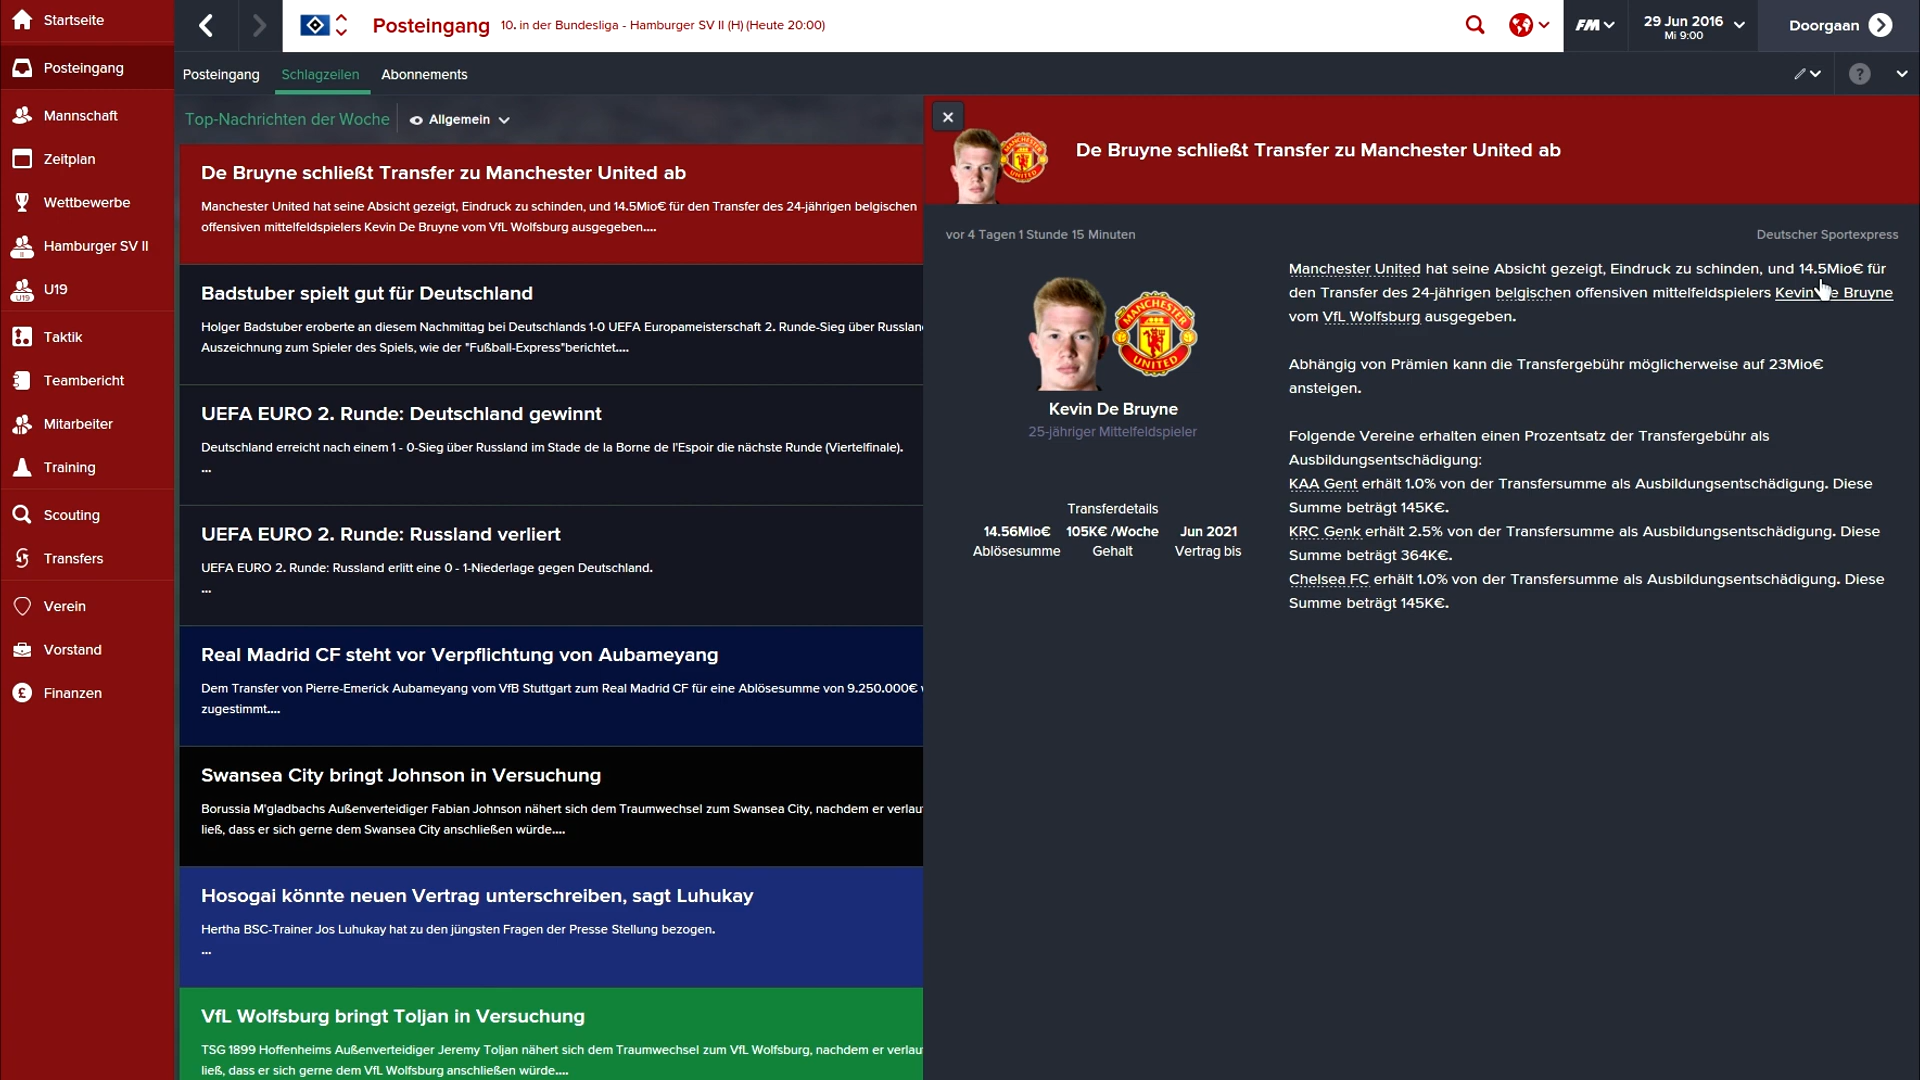 Startseite
Posteingang
Mannschaft
Zeitplan
Wettbewerbe
Hamburger SV II
U19
Taktik
Teambericht
Mitarbeiter
Training
Scouting
Transfers
Verein
Vorstand
Finanzen
Posteingang 10. in der Bundesliga - Hamburger SV II (H) (Heute 20:00)
FM
29 Jun 2016
Mi 9:00
Doorgaan
Posteingang Schlagzeilen Abonnements
Top-Nachrichten der Woche Allgemein
De Bruyne schließt Transfer zu Manchester United ab
Manchester United hat seine Absicht gezeigt, Eindruck zu schinden, und 14.5Mio€ für den Transfer des 24-jährigen belgischen
offensiven mittelfeldspielers Kevin De Bruyne vom VfL Wolfsburg ausgegeben....
Badstuber spielt gut für Deutschland
Holger Badstuber eroberte an diesem Nachmittag bei Deutschlands 1-0 UEFA Europameisterschaft 2. Runde-Sieg über Russlan
Auszeichnung zum Spieler des Spiels, wie der "Fußball-Express"berichtet....
UEFA EURO 2. Runde: Deutschland gewinnt
Deutschland erreicht nach einem 1 - 0-Sieg über Russland im Stade de la Borne de l'Espoir die nächste Runde (Viertelfinale).
...
UEFA EURO 2. Runde: Russland verliert
UEFA EURO 2. Runde: Russland erlitt eine 0 - 1-Niederlage gegen Deutschland.
...
Real Madrid CF steht vor Verpflichtung von Aubameyang
Dem Transfer von Pierre-Emerick Aubameyang vom VfB Stuttgart zum Real Madrid CF für eine Ablösesumme von 9.250.000€
zugestimmt....
Swansea City bringt Johnson in Versuchung
Borussia M'gladbachs Außenverteidiger Fabian Johnson nähert sich dem Traumwechsel zum Swansea City, nachdem er verlau
ließ, dass er sich gerne dem Swansea City anschließen würde....
Hosogai könnte neuen Vertrag unterschreiben, sagt Luhukay
Hertha BSC-Trainer Jos Luhukay hat zu den jüngsten Fragen der Presse Stellung bezogen.
...
VfL Wolfsburg bringt Toljan in Versuchung
TSG 1899 Hoffenheims Außenverteidiger Jeremy Toljan nähert sich dem Traumwechsel zum VfL Wolfsburg, nachdem er verlau
ließ, dass er sich gerne dem VfL Wolfsburg anschließen würde....
De Bruyne schließt Transfer zu Manchester United ab
vor 4 Tagen 1 Stunde 15 Minuten
Deutscher Sportexpress
MANCHESTER
UNITED
Kevin De Bruyne
25-jähriger Mittelfeldspieler
Transferdetails
14.56Mio€ 105K€ /Woche Jun 2021
Ablösesumme Gehalt Vertrag bis
Manchester United hat seine Absicht gezeigt, Eindruck zu schinden, und 14.5Mio€ für
den Transfer des 24-jährigen belgischen offensiven mittelfeldspielers Kevin De Bruyne
vom VfL Wolfsburg ausgegeben.
Abhängig von Prämien kann die Transfergebühr möglicherweise auf 23Mio€
ansteigen.
Folgende Vereine erhalten einen Prozentsatz der Transfergebühr als
Ausbildungsentschädigung:
KAA Gent erhält 1.0% von der Transfersumme als Ausbildungsentschädigung. Diese
Summe beträgt 145K€.
KRC Genk erhält 2.5% von der Transfersumme als Ausbildungsentschädigung. Diese
Summe beträgt 364K€.
Chelsea FC erhält 1.0% von der Transfersumme als Ausbildungsentschädigung. Diese
Summe beträgt 145K€.